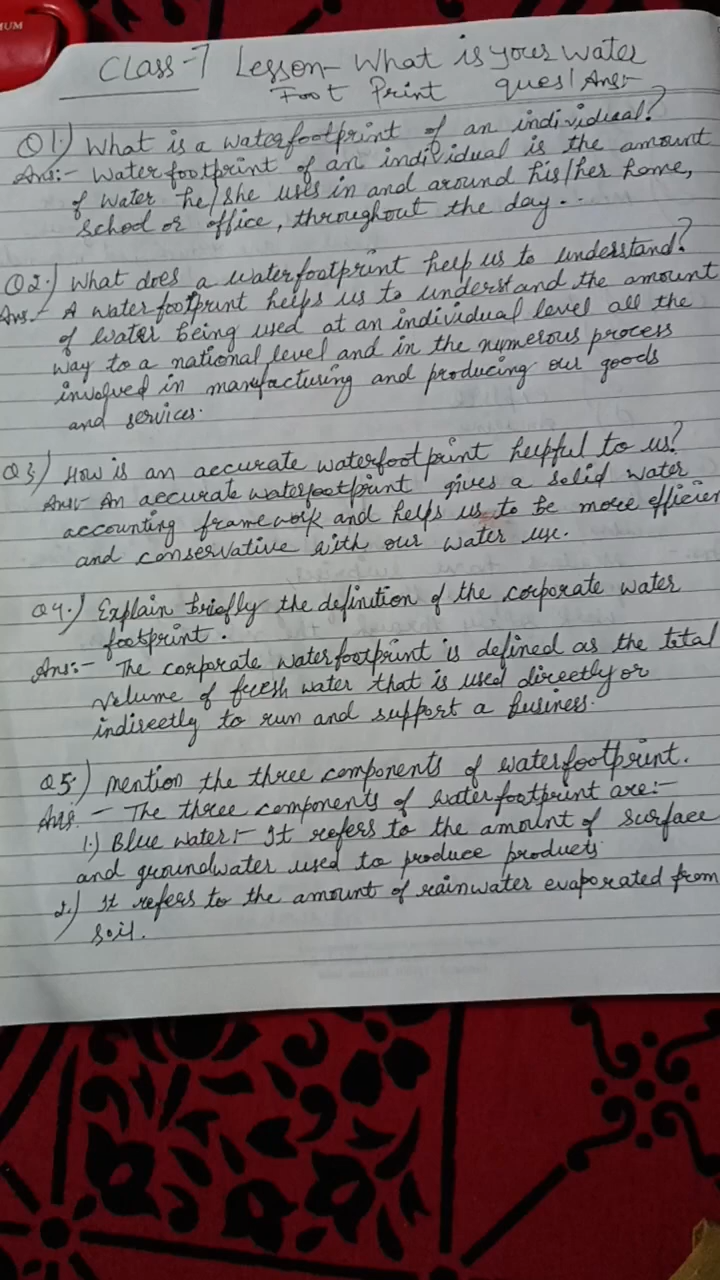 MUM
Class-7 Lesson- What is your water
Foot Print ques/Ans-
Q1.) What is a waterfootprint of an individual?
Ans:- Waterfootprint of an individual is the amount
of water he/she uses in and around his/her home,
school or office, throughout the day...
Q2.) What does a waterfootprint help us to understand?
Ans.- A waterfootprint helps us to understand the amount
of water being used at an individual level all the
way to a national level and in the numerous process
involved in manufacturing and producing our goods
and services.
Q3) How is an accurate waterfootprint helpful to us?
Ans- An accurate waterfootprint gives a solid water
accounting framework and helps us to be more efficien
and conservative with our water use.
Q4.) Explain briefly the definition of the corporate water
footprint.
Ans:- The corporate waterfootprint is defined as the total
volume of fresh water that is used directly or
indirectly to run and support a business.
Q5.) mention the three components of waterfootprint.
Ans - The three components of waterfootprint are:-
1.) Blue water:- It refers to the amount of surface
and groundwater used to produce products
2.) It refers to the amount of rainwater evaporated from
soil.